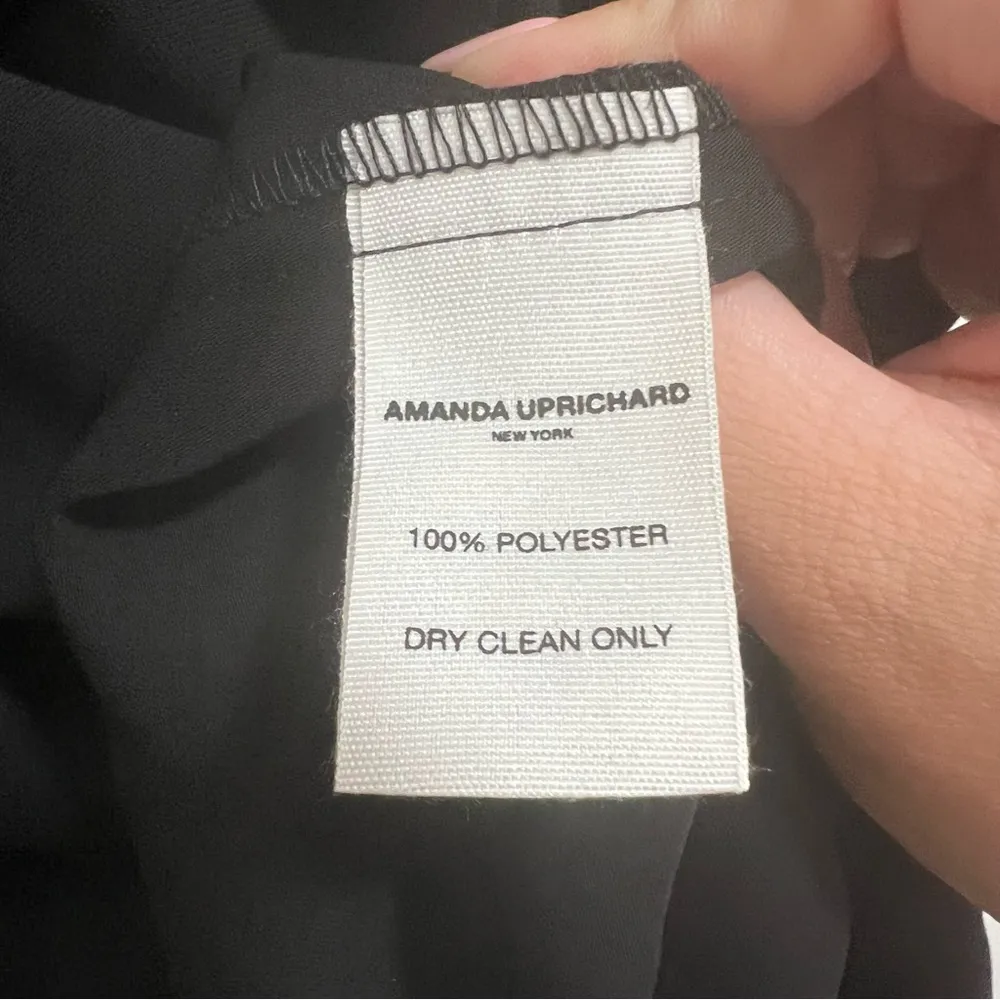 AMANDA UPRICHARD
NEW YORK
100% POLYESTER
DRY CLEAN ONLY